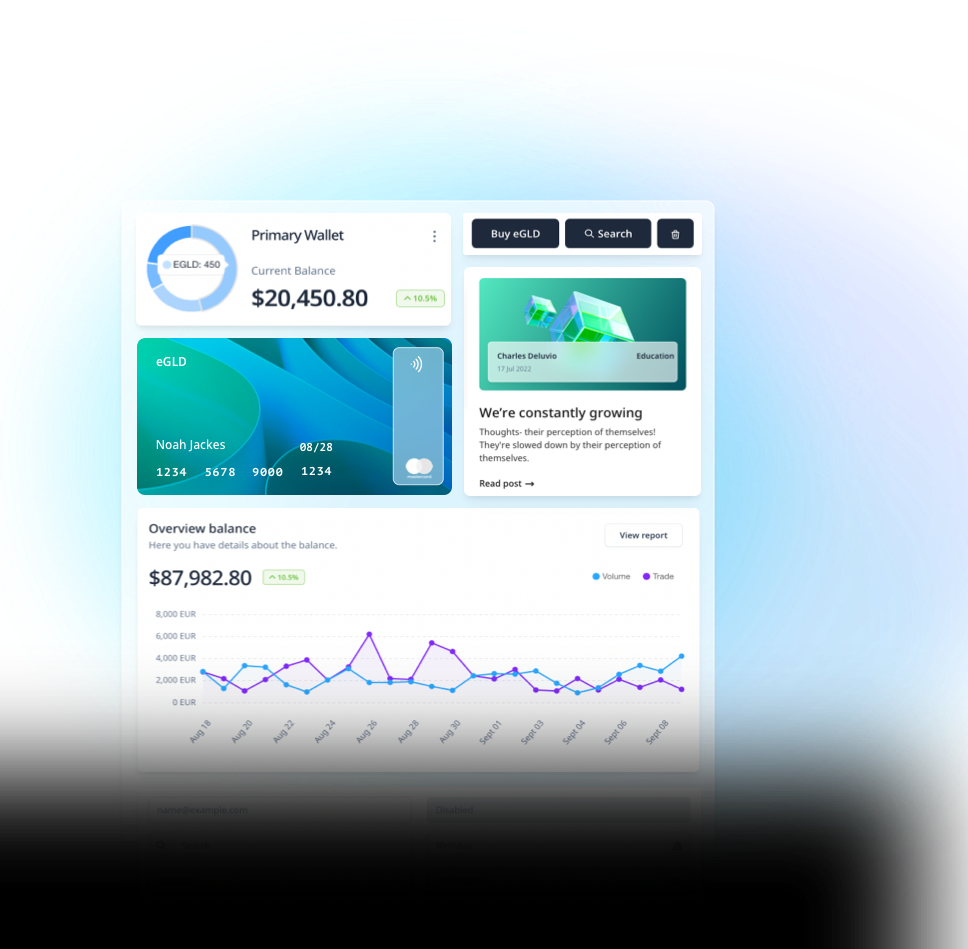 Primary Wallet
EGLD: 450
Current Balance
$20,450.80
10.5%
Buy eGLD
Search
eGLD
Noah Jackes
08/28
1234 5678 9000 1234
mastercard
Charles Deluvio
Education
17 Jul 2022
We're constantly growing
Thoughts- their perception of themselves!
They're slowed down by their perception of
themselves.
Read post →
Overview balance
Here you have details about the balance.
View report
$87,982.80
10.5%
Volume
Trade
8,000 EUR
6,000 EUR
4,000 EUR
2,000 EUR
0 EUR
Aug 18
Aug 20
Aug 22
Aug 24
Aug 26
Aug 28
Aug 30
Sept 01
Sept 03
Sept 04
Sept 06
Sept 08
name@example.com
Disabled